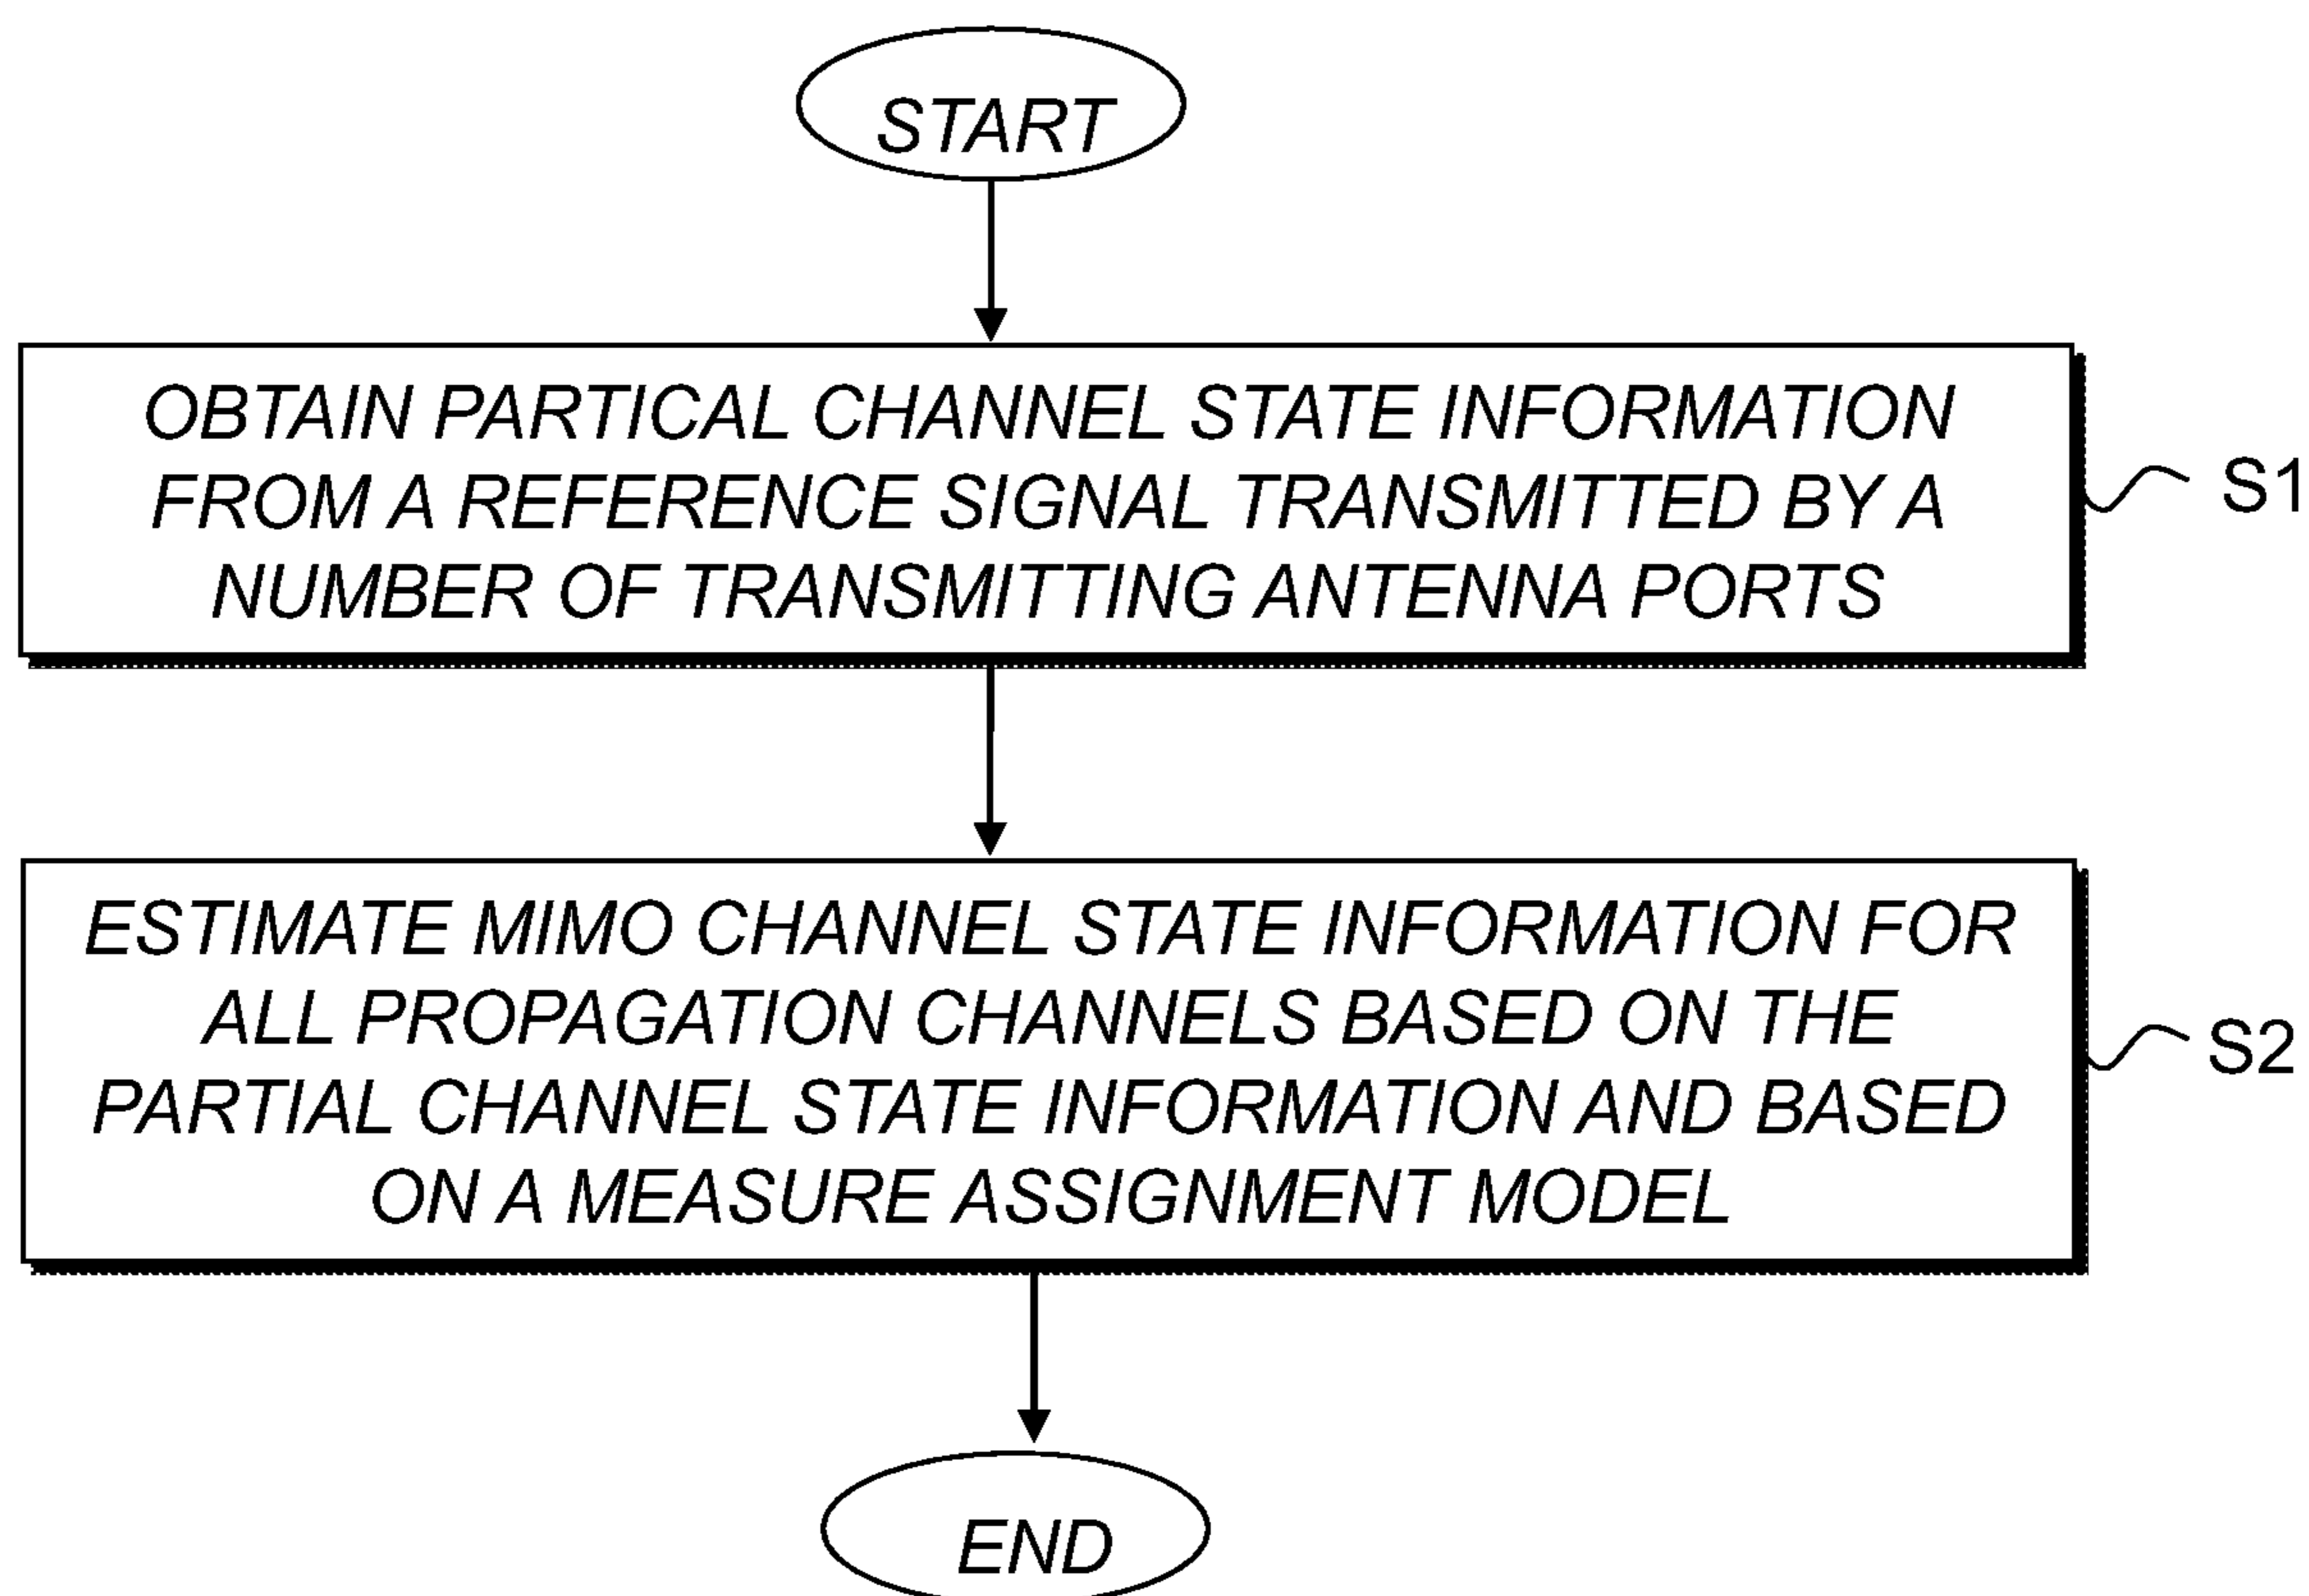 START
OBTAIN PARTICAL CHANNEL STATE INFORMATION
FROM A REFERENCE SIGNAL TRANSMITTED BY A
NUMBER OF TRANSMITTING ANTENNA PORTS
S1
ESTIMATE MIMO CHANNEL STATE INFORMATION FOR
ALL PROPAGATION CHANNELS BASED ON THE
PARTIAL CHANNEL STATE INFORMATION AND BASED
ON A MEASURE ASSIGNMENT MODEL
S2
END